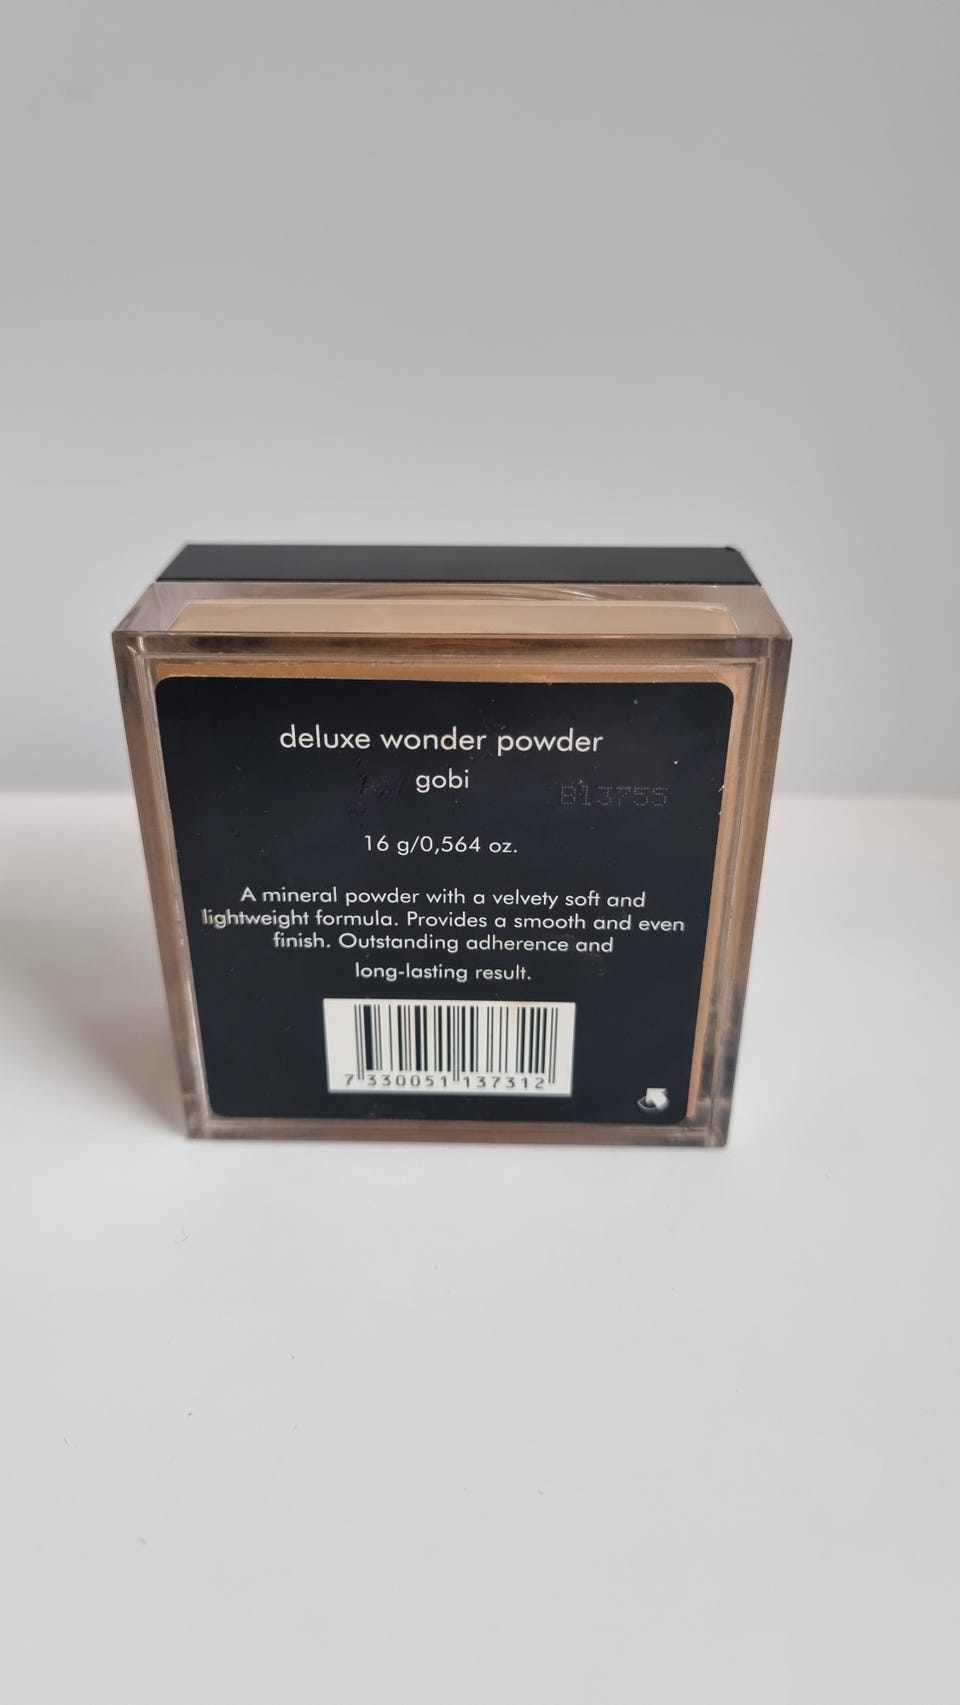 deluxe wonder powder
gobi
B13755
16 g/0,564 oz.
A mineral powder with a velvety soft and
lightweight formula. Provides a smooth and even
finish. Outstanding adherence and
long-lasting result.
7 330051 137312